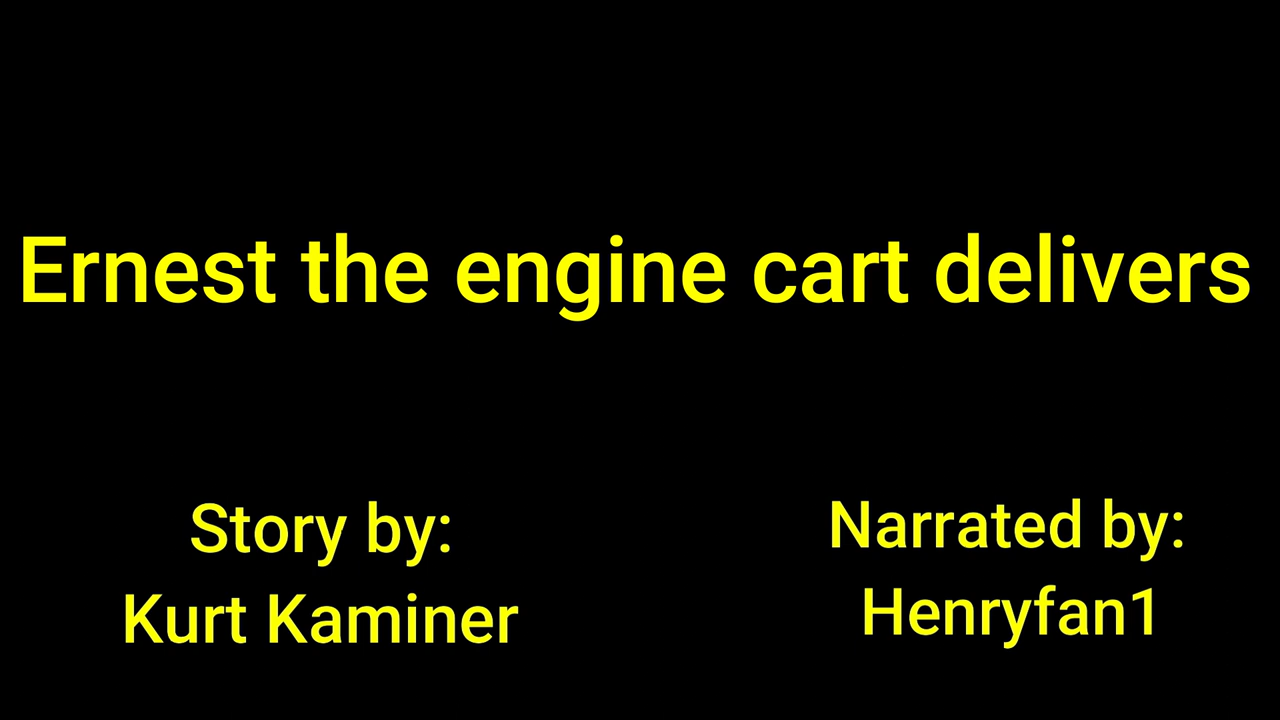 Ernest the engine cart delivers
Story by:
Kurt Kaminer
Narrated by:
Henryfan1